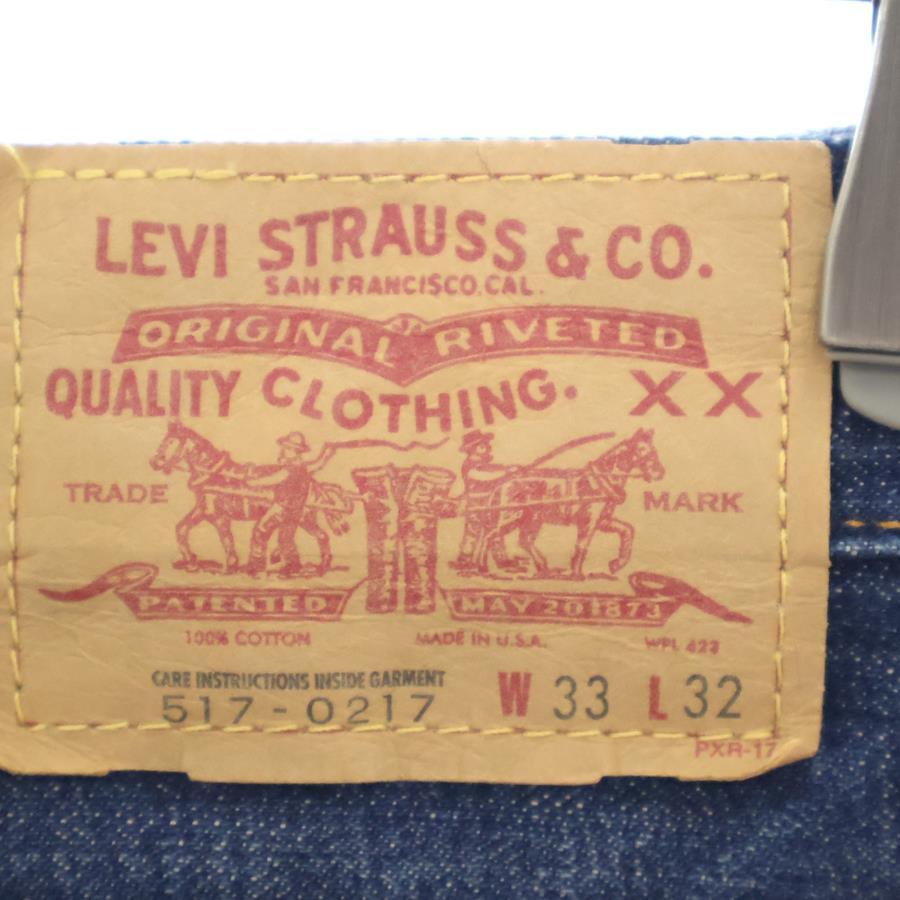 LEVI STRAUSS & CO.
SAN FRANCISCO, CAL.
ORIGINAL RIVETED
QUALITY CLOTHING. XX
TRADE MARK
PATENTED MAY 20 1873
100% COTTON MADE IN U.S.A. WPL 423
CARE INSTRUCTIONS INSIDE GARMENT
517-0217 W 33 L 32
PXR-17